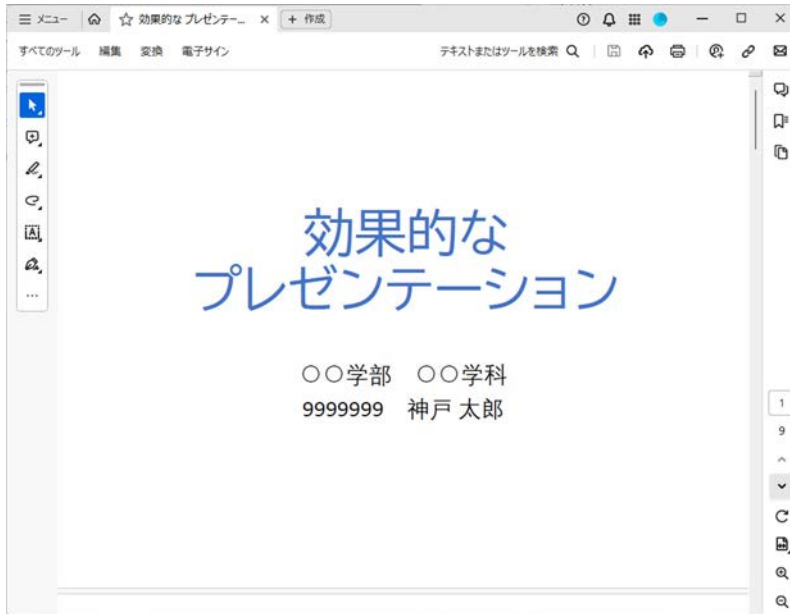 メニュー
効果的な プレゼンテー...
+ 作成
すべてのツール 編集 変換 電子サイン
テキストまたはツールを検索
効果的な
プレゼンテーション
○○学部 ○○学科
9999999 神戸 太郎
1
9